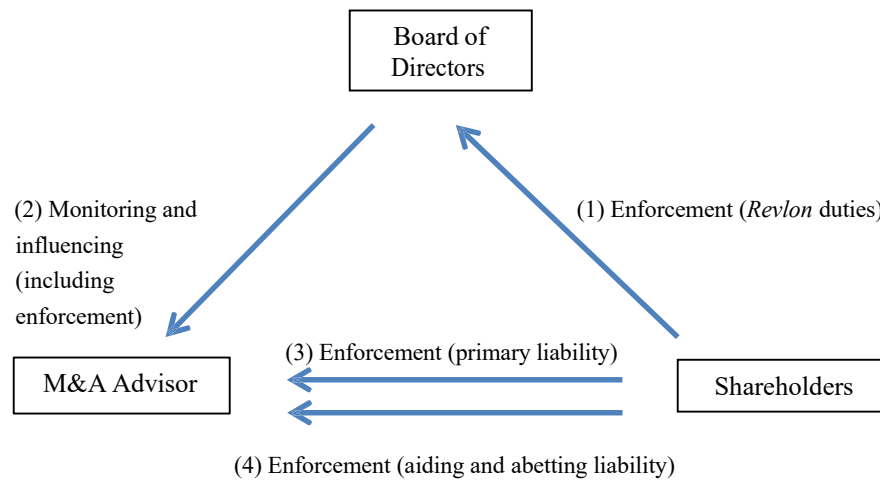 Board of
Directors
(2) Monitoring and
influencing
(including
enforcement)
(1) Enforcement (Revlon duties)
(3) Enforcement (primary liability)
M&A Advisor
Shareholders
(4) Enforcement (aiding and abetting liability)